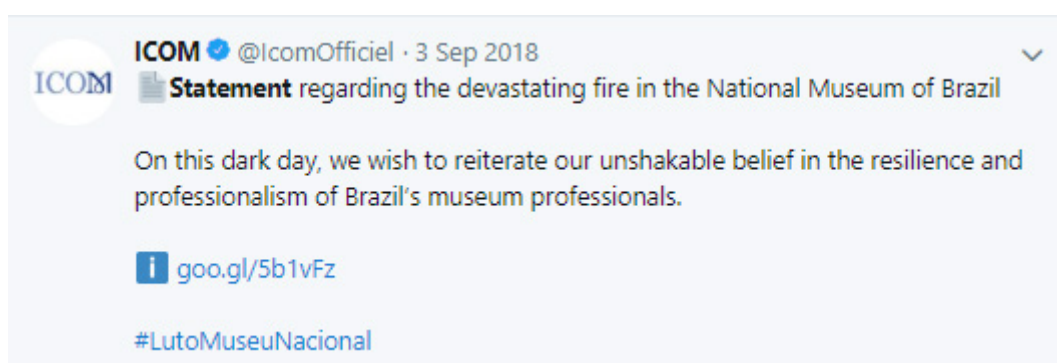 ICOM @IcomOfficiel · 3 Sep 2018
ICOM
Statement regarding the devastating fire in the National Museum of Brazil
On this dark day, we wish to reiterate our unshakable belief in the resilience and
professionalism of Brazil's museum professionals.
i goo.gl/5b1vFz
#LutoMuseuNacional